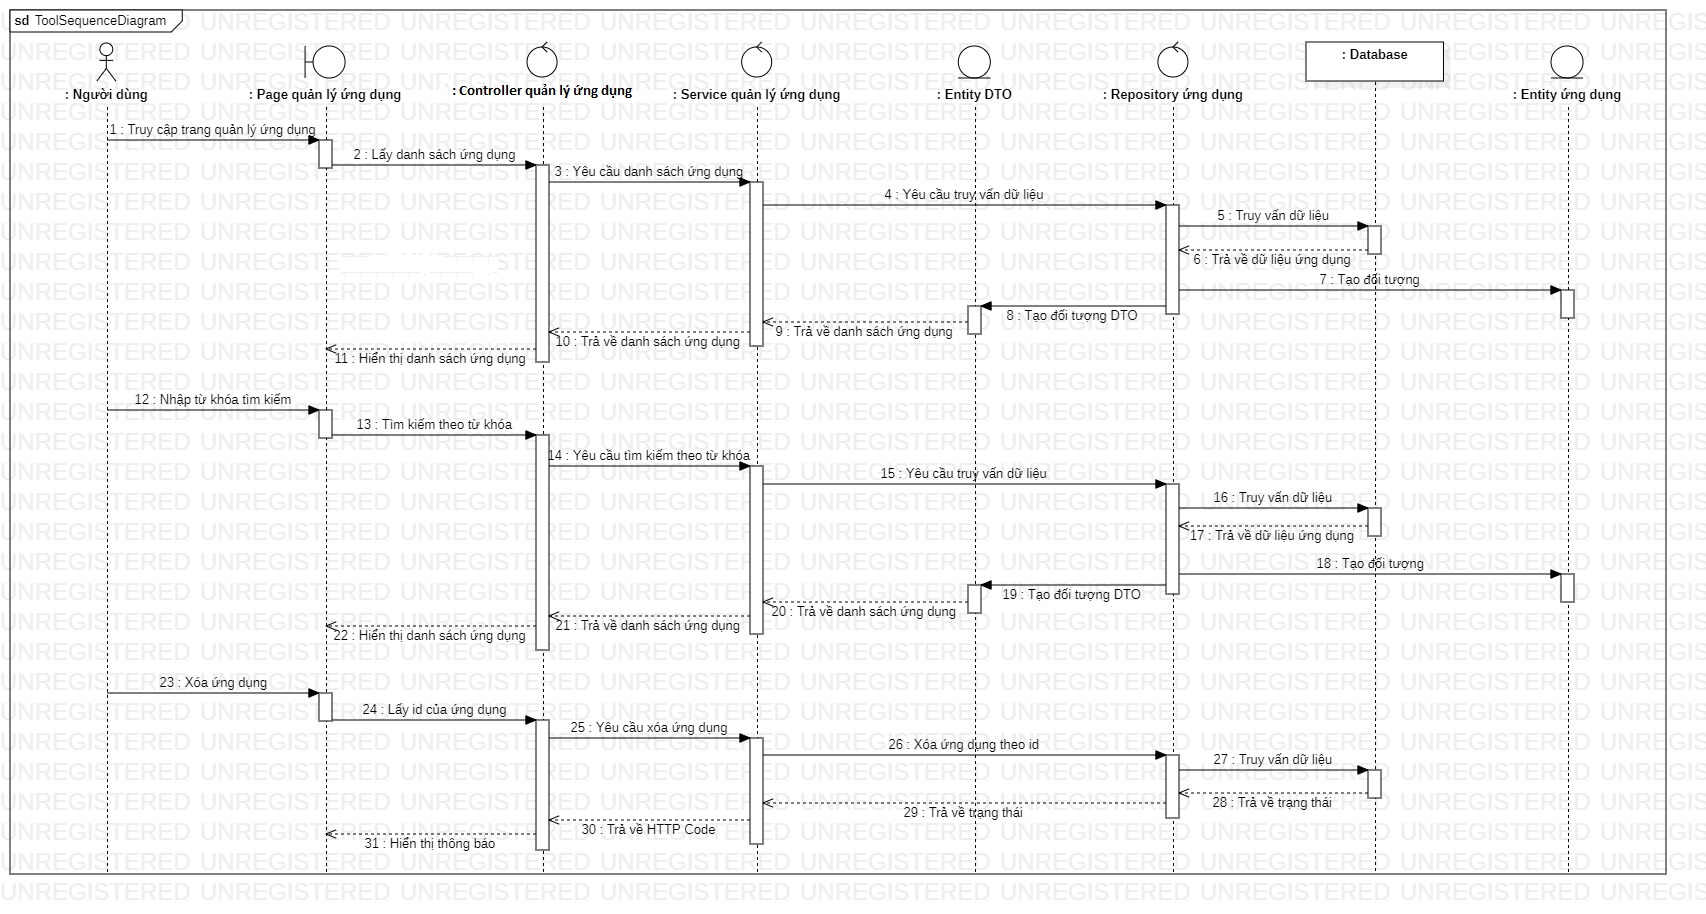 sd ToolSequenceDiagram
: Người dùng
: Page quản lý ứng dụng
: Controller quản lý ứng dụng
: Service quản lý ứng dụng
: Entity DTO
: Repository ứng dụng
: Database
: Entity ứng dụng
1 : Truy cập trang quản lý ứng dụng
2 : Lấy danh sách ứng dụng
3 : Yêu cầu danh sách ứng dụng
4 : Yêu cầu truy vấn dữ liệu
5 : Truy vấn dữ liệu
6 : Trả về dữ liệu ứng dụng
7 : Tạo đối tượng
8 : Tạo đối tượng DTO
9 : Trả về danh sách ứng dụng
10 : Trả về danh sách ứng dụng
11 : Hiển thị danh sách ứng dụng
12 : Nhập từ khóa tìm kiếm
13 : Tìm kiếm theo từ khóa
14 : Yêu cầu tìm kiếm theo từ khóa
15 : Yêu cầu truy vấn dữ liệu
16 : Truy vấn dữ liệu
17 : Trả về dữ liệu ứng dụng
18 : Tạo đối tượng
19 : Tạo đối tượng DTO
20 : Trả về danh sách ứng dụng
21 : Trả về danh sách ứng dụng
22 : Hiển thị danh sách ứng dụng
23 : Xóa ứng dụng
24 : Lấy id của ứng dụng
25 : Yêu cầu xóa ứng dụng
26 : Xóa ứng dụng theo id
27 : Truy vấn dữ liệu
28 : Trả về trạng thái
29 : Trả về trạng thái
30 : Trả về HTTP Code
31 : Hiển thị thông báo
UNREGISTERED UNREGISTERED UNREGISTERED UNREGISTERED UNREGISTERED UNREGISTERED UNREGISTERED UNREGISTERED